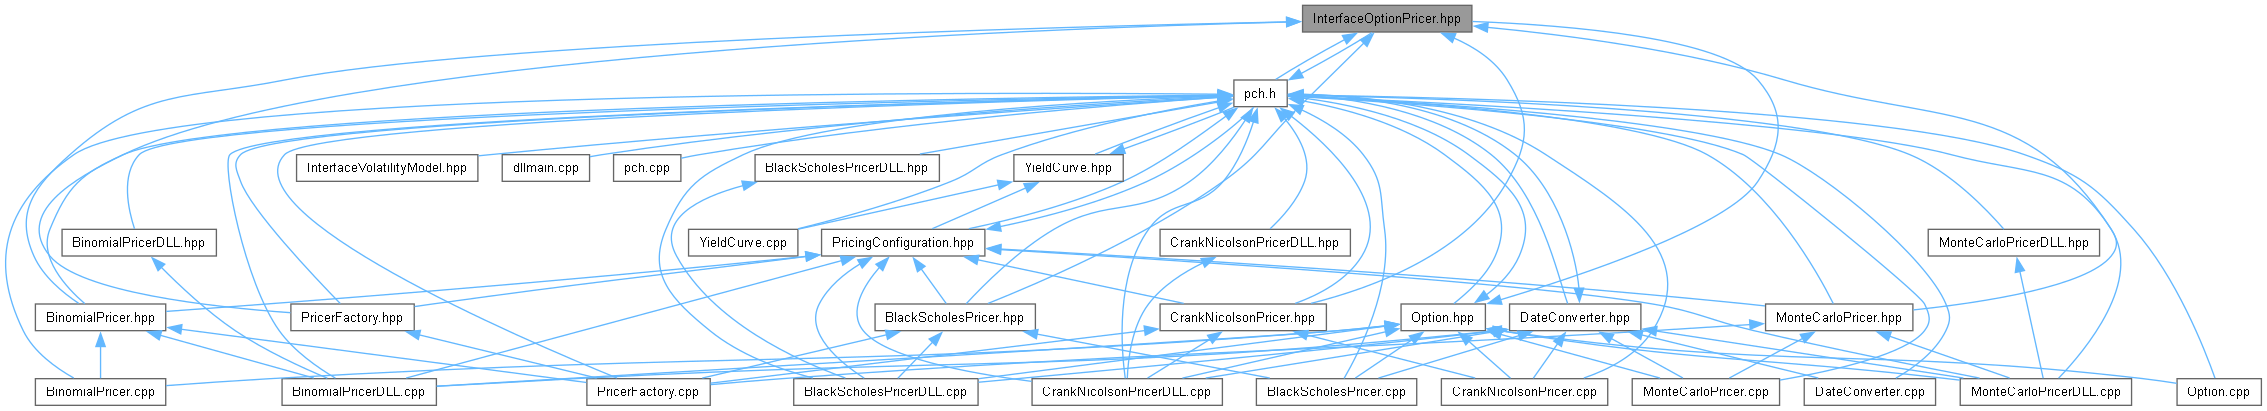 InterfaceOptionPricer.hpp
pch.h
InterfaceVolatilityModel.hpp
dllmain.cpp
pch.cpp
BlackScholesPricerDLL.hpp
YieldCurve.hpp
BinomialPricerDLL.hpp
YieldCurve.cpp
PricingConfiguration.hpp
CrankNicolsonPricerDLL.hpp
MonteCarloPricerDLL.hpp
BinomialPricer.hpp
PricerFactory.hpp
BlackScholesPricer.hpp
CrankNicolsonPricer.hpp
Option.hpp
DateConverter.hpp
MonteCarloPricer.hpp
BinomialPricer.cpp
BinomialPricerDLL.cpp
PricerFactory.cpp
BlackScholesPricerDLL.cpp
CrankNicolsonPricerDLL.cpp
BlackScholesPricer.cpp
CrankNicolsonPricer.cpp
MonteCarloPricer.cpp
DateConverter.cpp
MonteCarloPricerDLL.cpp
Option.cpp